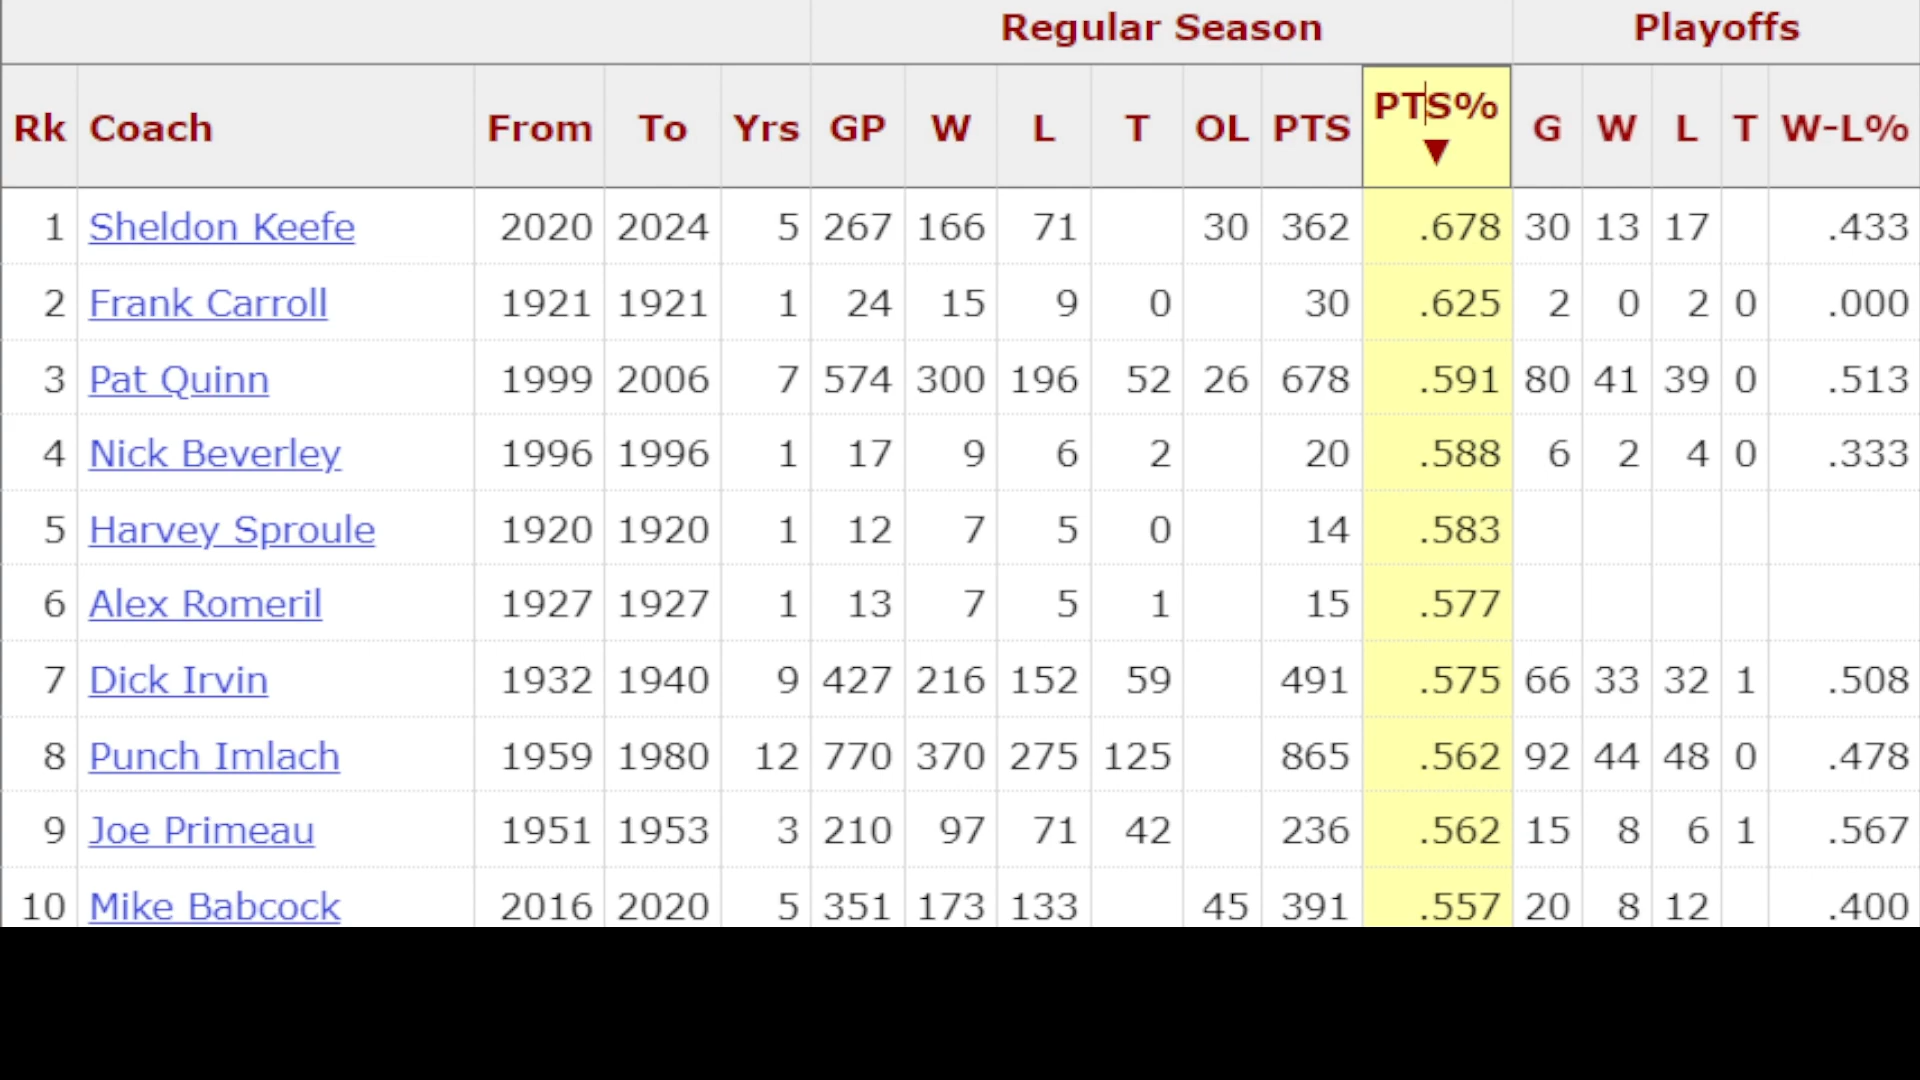 Regular Season Playoffs
Rk Coach From To Yrs GP W L T OL PTS PTS% ▼ G W L T W-L%
1 Sheldon Keefe 2020 2024 5 267 166 71 30 362 .678 30 13 17 .433
2 Frank Carroll 1921 1921 1 24 15 9 0 30 .625 2 0 2 0 .000
3 Pat Quinn 1999 2006 7 574 300 196 52 26 678 .591 80 41 39 0 .513
4 Nick Beverley 1996 1996 1 17 9 6 2 20 .588 6 2 4 0 .333
5 Harvey Sproule 1920 1920 1 12 7 5 0 14 .583
6 Alex Romeril 1927 1927 1 13 7 5 1 15 .577
7 Dick Irvin 1932 1940 9 427 216 152 59 491 .575 66 33 32 1 .508
8 Punch Imlach 1959 1980 12 770 370 275 125 865 .562 92 44 48 0 .478
9 Joe Primeau 1951 1953 3 210 97 71 42 236 .562 15 8 6 1 .567
10 Mike Babcock 2016 2020 5 351 173 133 45 391 .557 20 8 12 .400